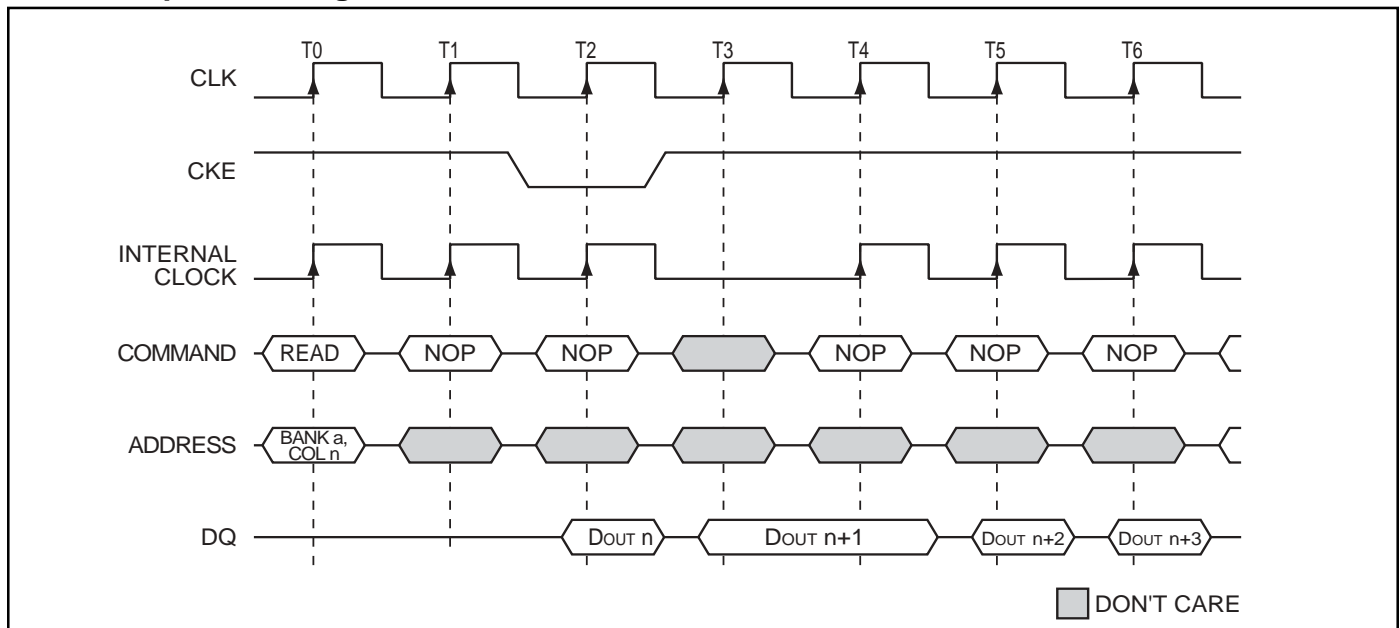 T0 T1 T2 T3 T4 T5 T6
CLK
CKE
INTERNAL
CLOCK
COMMAND READ NOP NOP NOP NOP NOP
ADDRESS BANK a,
COL n
DQ DOUT n DOUT n+1 DOUT n+2 DOUT n+3
DON'T CARE